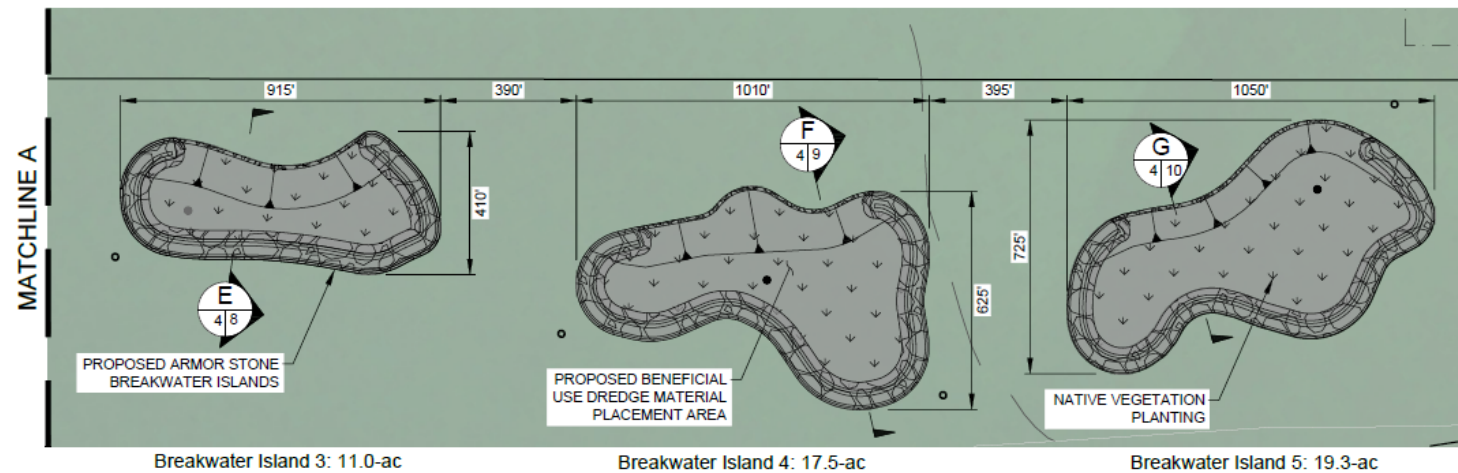 915'
390'
1010'
395'
1050'
MATCHLINE A
410'
625'
725'
E
4 8
F
4 9
G
4 10
PROPOSED ARMOR STONE
BREAKWATER ISLANDS
PROPOSED BENEFICIAL
USE DREDGE MATERIAL
PLACEMENT AREA
NATIVE VEGETATION
PLANTING
Breakwater Island 3: 11.0-ac
Breakwater Island 4: 17.5-ac
Breakwater Island 5: 19.3-ac